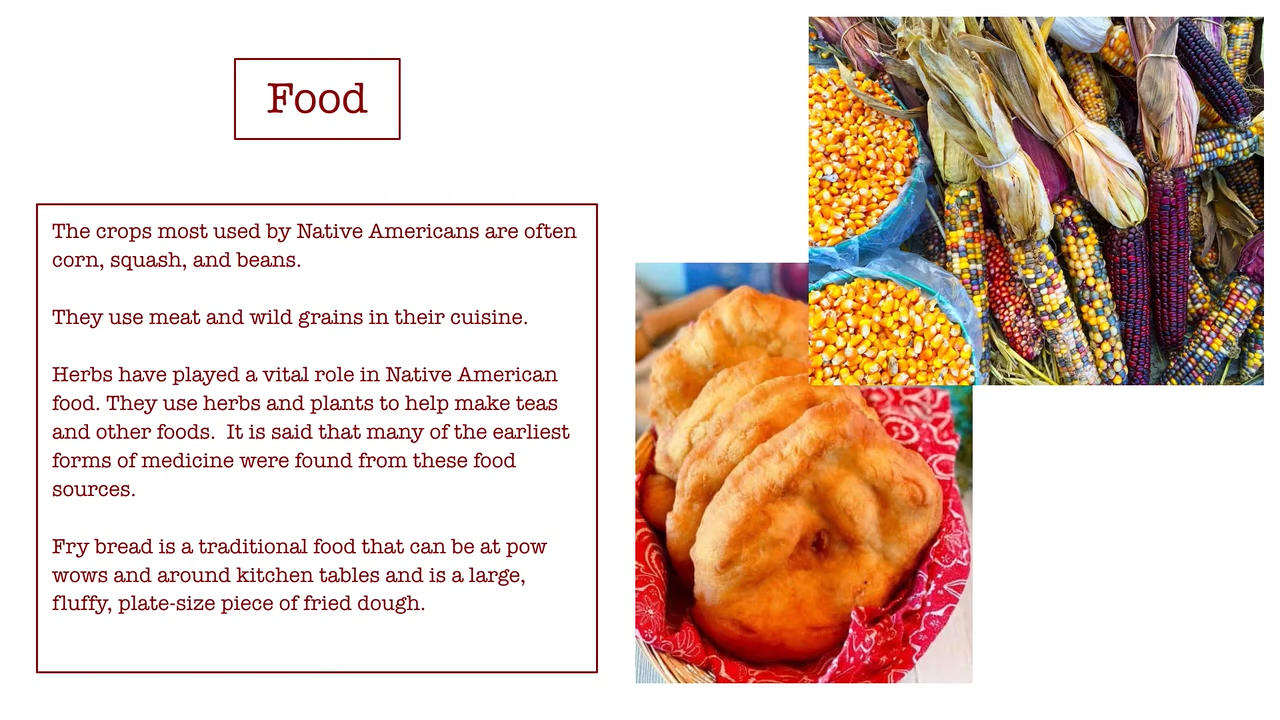 Food
The crops most used by Native Americans are often
corn, squash, and beans.
They use meat and wild grains in their cuisine.
Herbs have played a vital role in Native American
food. They use herbs and plants to help make teas
and other foods.  It is said that many of the earliest
forms of medicine were found from these food
sources.
Fry bread is a traditional food that can be at pow
wows and around kitchen tables and is a large,
fluffy, plate-size piece of fried dough.